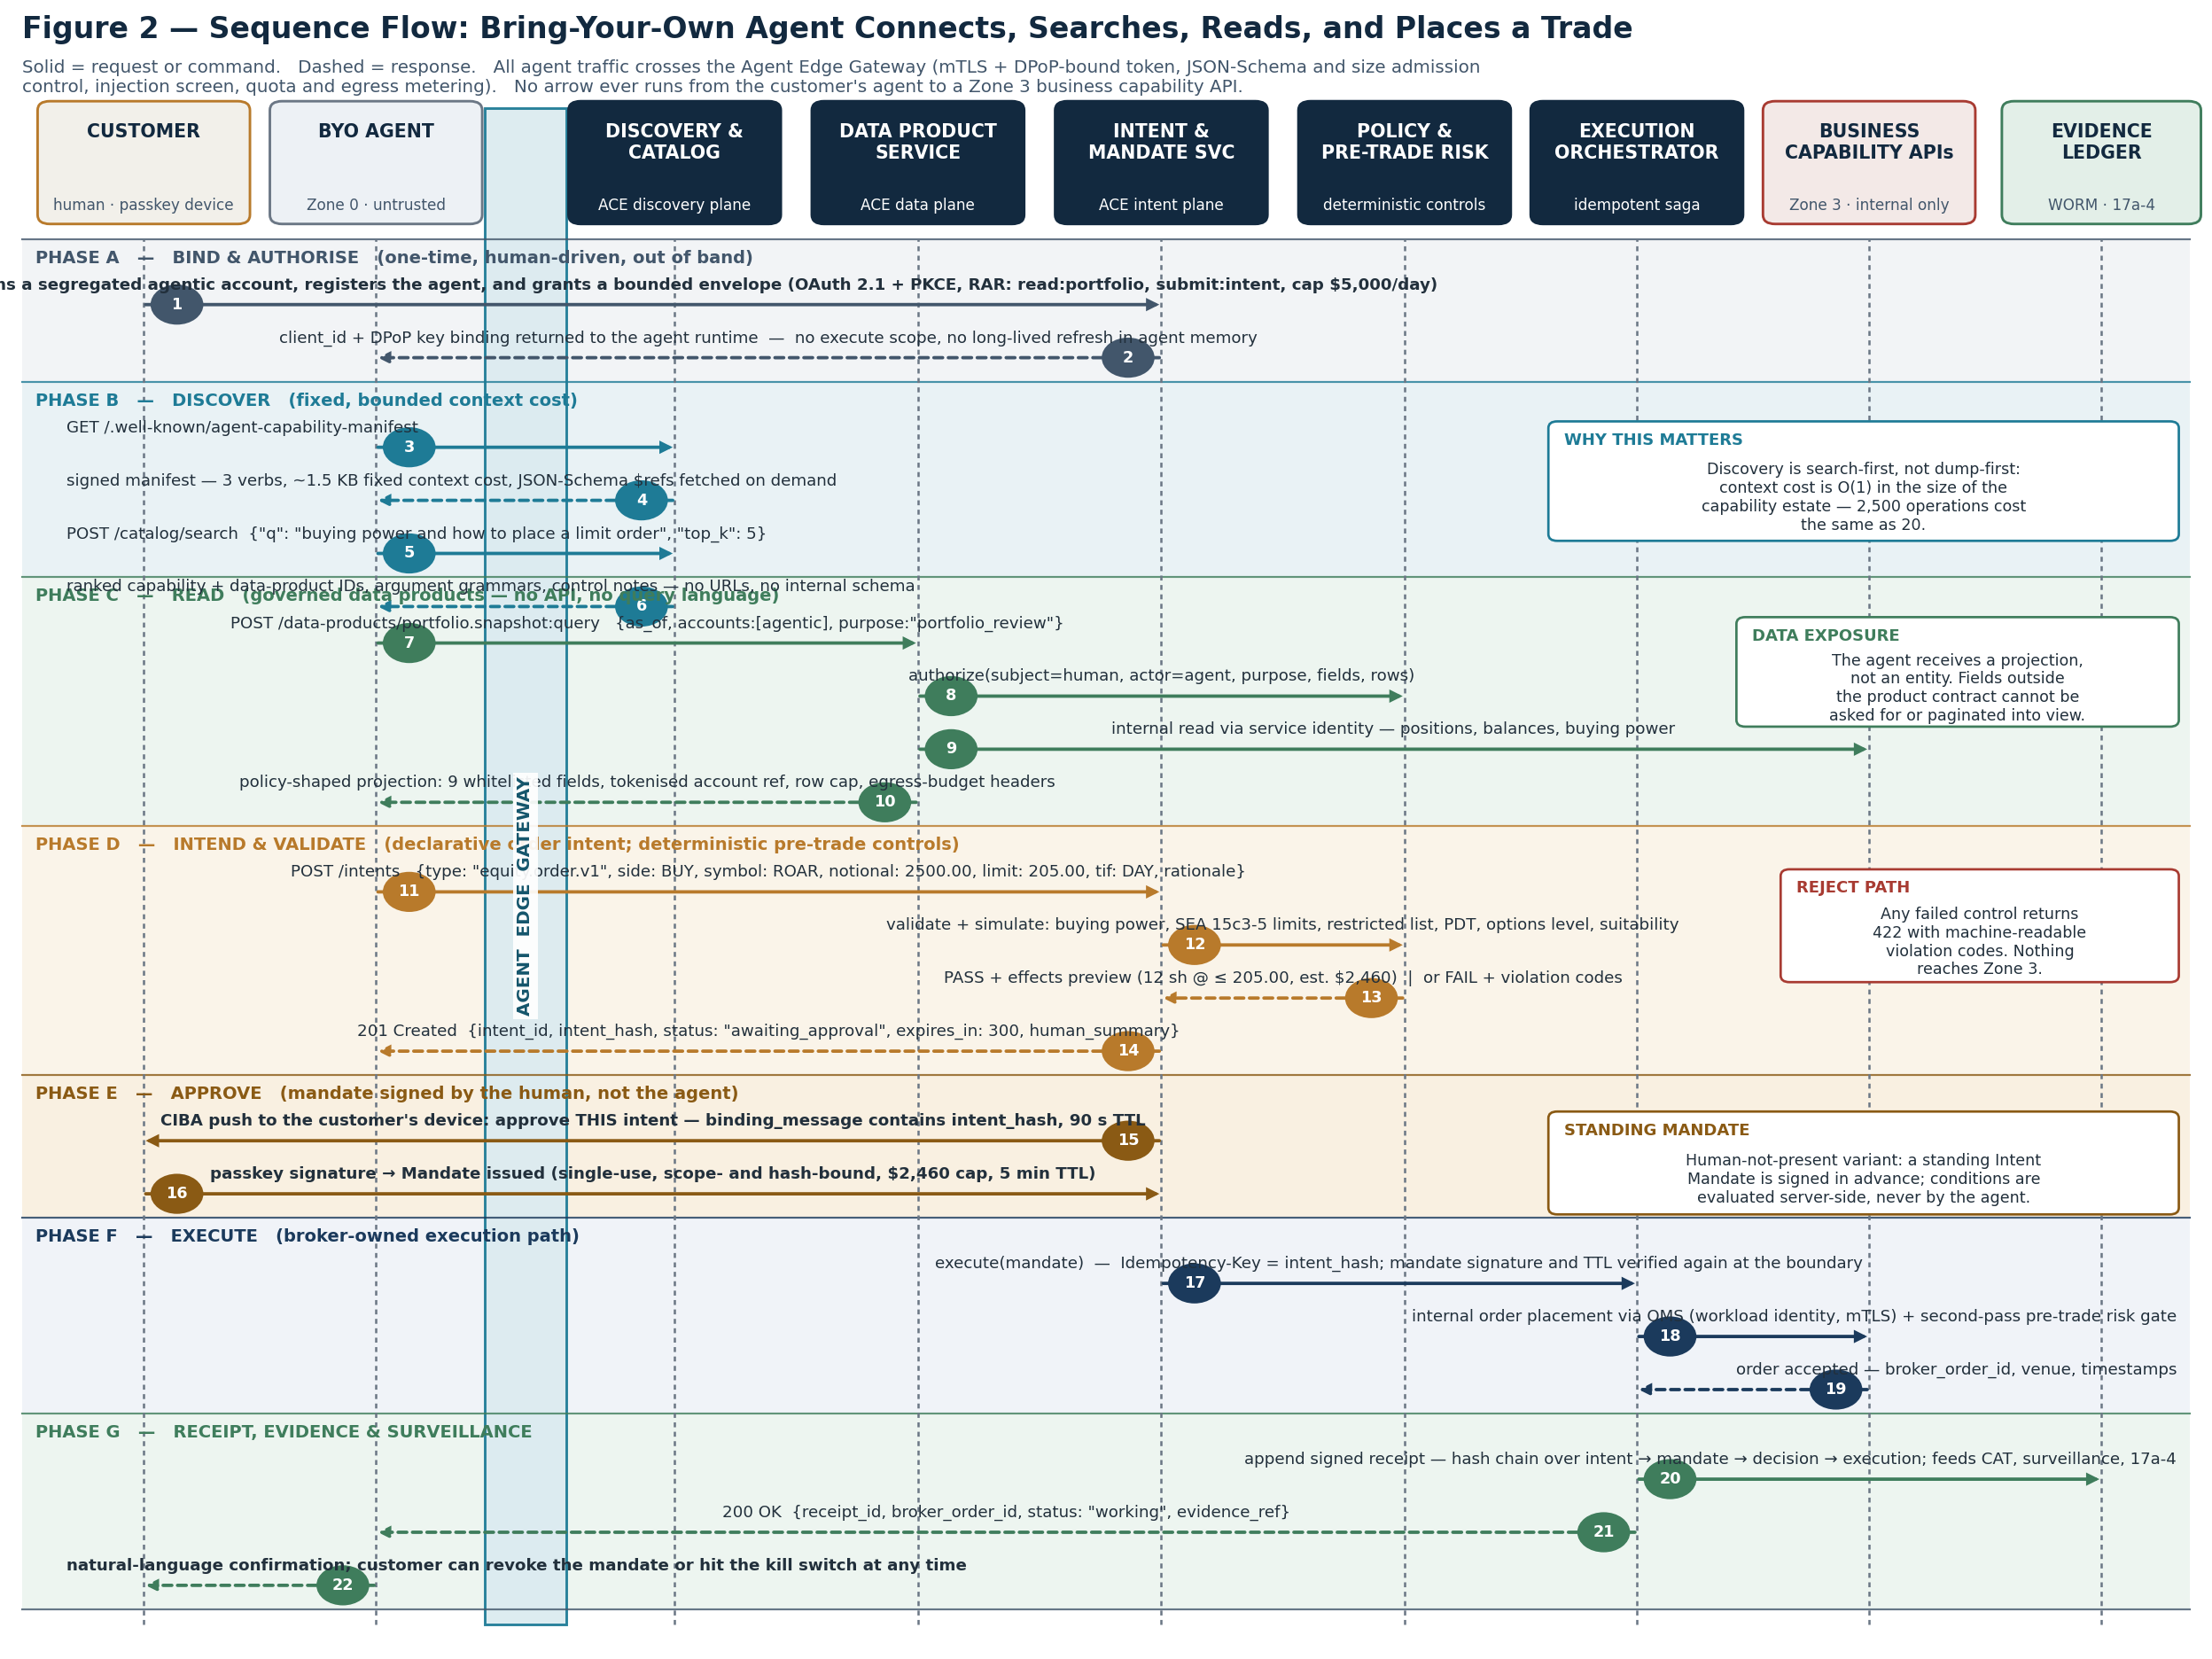 Figure 2 — Sequence Flow: Bring-Your-Own Agent Connects, Searches, Reads, and Places a Trade
Solid = request or command.   Dashed = response.   All agent traffic crosses the Agent Edge Gateway (mTLS + DPoP-bound token, JSON-Schema and size admission
control, injection screen, quota and egress metering).   No arrow ever runs from the customer's agent to a Zone 3 business capability API.
CUSTOMER
human · passkey device
BYO AGENT
Zone 0 · untrusted
DISCOVERY &
CATALOG
ACE discovery plane
DATA PRODUCT
SERVICE
ACE data plane
INTENT &
MANDATE SVC
ACE intent plane
POLICY &
PRE-TRADE RISK
deterministic controls
EXECUTION
ORCHESTRATOR
idempotent saga
BUSINESS
CAPABILITY APIs
Zone 3 · internal only
EVIDENCE
LEDGER
WORM · 17a-4
AGENT EDGE GATEWAY
PHASE A — BIND & AUTHORISE (one-time, human-driven, out of band)
a segregated agentic account, registers the agent, and grants a bounded envelope (OAuth 2.1 + PKCE, RAR: read:portfolio, submit:intent, cap $5,000/day)
1
client_id + DPoP key binding returned to the agent runtime — no execute scope, no long-lived refresh in agent memory
2
PHASE B — DISCOVER (fixed, bounded context cost)
GET /.well-known/agent-capability-manifest
3
signed manifest — 3 verbs, ~1.5 KB fixed context cost, JSON-Schema $refs fetched on demand
4
POST /catalog/search {"q": "buying power and how to place a limit order", "top_k": 5}
5
ranked capability + data-product IDs, argument grammars, control notes — no URLs, no internal schema
6
WHY THIS MATTERS
Discovery is search-first, not dump-first:
context cost is O(1) in the size of the
capability estate — 2,500 operations cost
the same as 20.
PHASE C — READ (governed data products — no API, no query language)
POST /data-products/portfolio.snapshot:query {as_of, accounts:[agentic], purpose:"portfolio_review"}
7
authorize(subject=human, actor=agent, purpose, fields, rows)
8
internal read via service identity — positions, balances, buying power
9
policy-shaped projection: 9 fields, tokenised account ref, row cap, egress-budget headers
10
DATA EXPOSURE
The agent receives a projection,
not an entity. Fields outside
the product contract cannot be
asked for or paginated into view.
PHASE D — INTEND & VALIDATE (declarative order intent; deterministic pre-trade controls)
POST /intents {type: "equity.order.v1", side: BUY, symbol: ROAR, notional: 2500.00, limit: 205.00, tif: DAY, rationale}
11
validate + simulate: buying power, SEA 15c3-5 limits, restricted list, PDT, options level, suitability
12
PASS + effects preview (12 sh @ ≤ 205.00, est. $2,460) | or FAIL + violation codes
13
201 Created {intent_id, intent_hash, status: "awaiting_approval", expires_in: 300, human_summary}
14
REJECT PATH
Any failed control returns
422 with machine-readable
violation codes. Nothing
reaches Zone 3.
PHASE E — APPROVE (mandate signed by the human, not the agent)
CIBA push to the customer's device: approve THIS intent — binding_message contains intent_hash, 90 s TTL
15
passkey signature → Mandate issued (single-use, scope- and hash-bound, $2,460 cap, 5 min TTL)
16
STANDING MANDATE
Human-not-present variant: a standing Intent
Mandate is signed in advance; conditions are
evaluated server-side, never by the agent.
PHASE F — EXECUTE (broker-owned execution path)
execute(mandate) — Idempotency-Key = intent_hash; mandate signature and TTL verified again at the boundary
17
internal order placement via OMS (workload identity, mTLS) + second-pass pre-trade risk gate
18
order accepted — broker_order_id, venue, timestamps
19
PHASE G — RECEIPT, EVIDENCE & SURVEILLANCE
append signed receipt — hash chain over intent → mandate → decision → execution; feeds CAT, surveillance, 17a-4
20
200 OK {receipt_id, broker_order_id, status: "working", evidence_ref}
21
natural-language confirmation; customer can revoke the mandate or hit the kill switch at any time
22